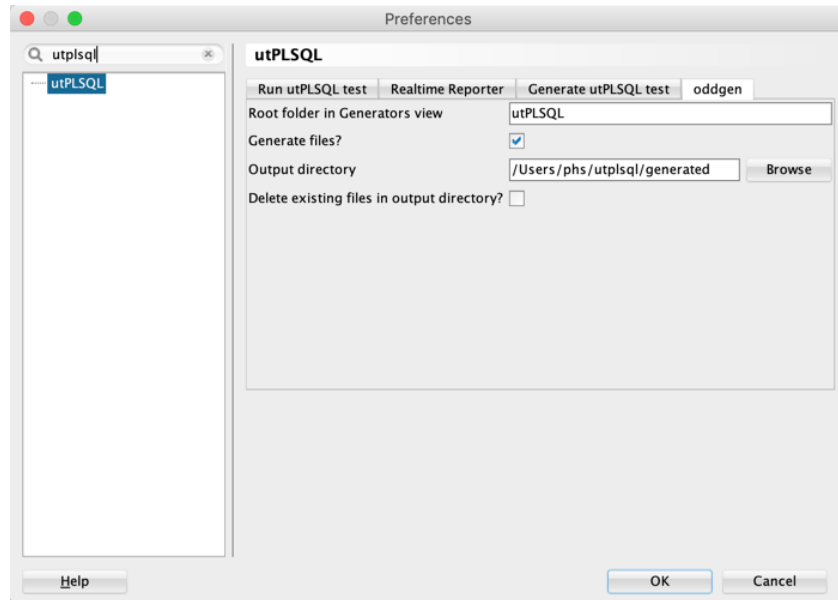 Preferences
utplsql
utPLSQL
utPLSQL
Run utPLSQL test Realtime Reporter Generate utPLSQL test oddgen
Root folder in Generators view utPLSQL
Generate files?
Output directory /Users/phs/utplsql/generated Browse
Delete existing files in output directory?
Help OK Cancel